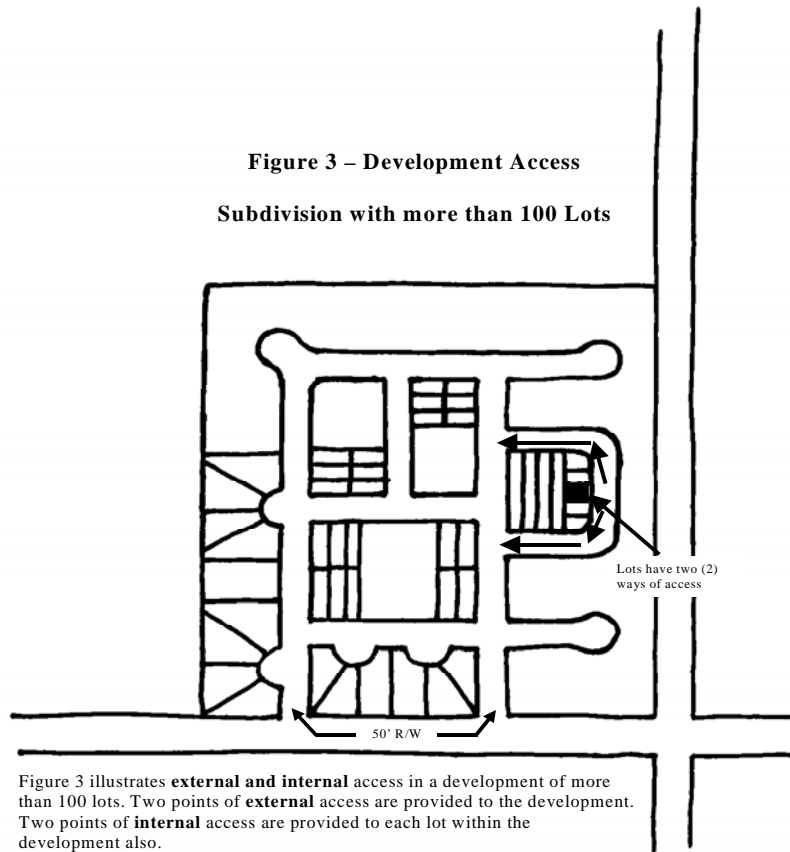 Figure 3 – Development Access
Subdivision with more than 100 Lots
Lots have two (2)
ways of access
50' R/W
Figure 3 illustrates external and internal access in a development of more
than 100 lots. Two points of external access are provided to the development.
Two points of internal access are provided to each lot within the
development also.